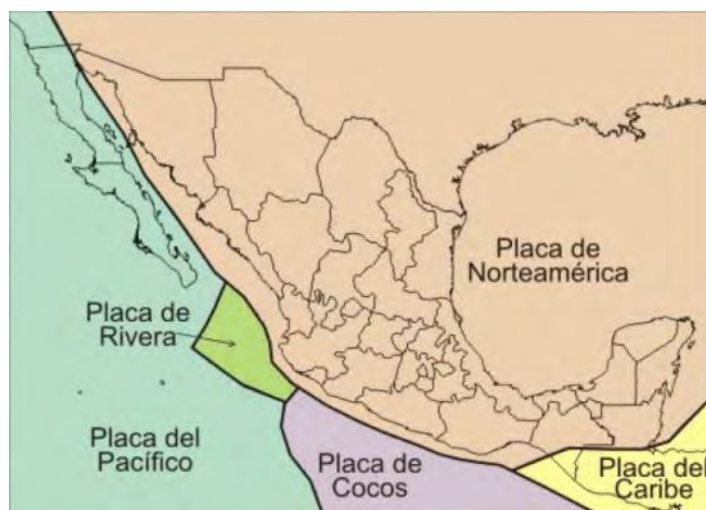 Placa de
Norteamérica
Placa de
Rivera
Placa del
Pacífico
Placa de
Cocos
Placa del
Caribe